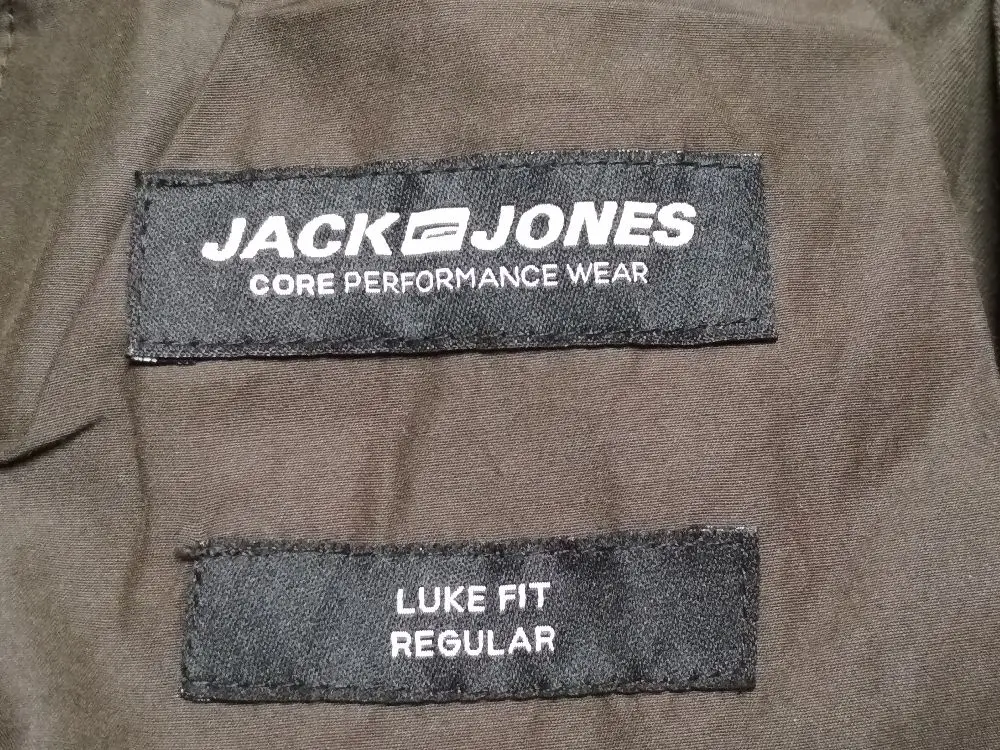 JACK JONES
CORE PERFORMANCE WEAR
LUKE FIT
REGULAR